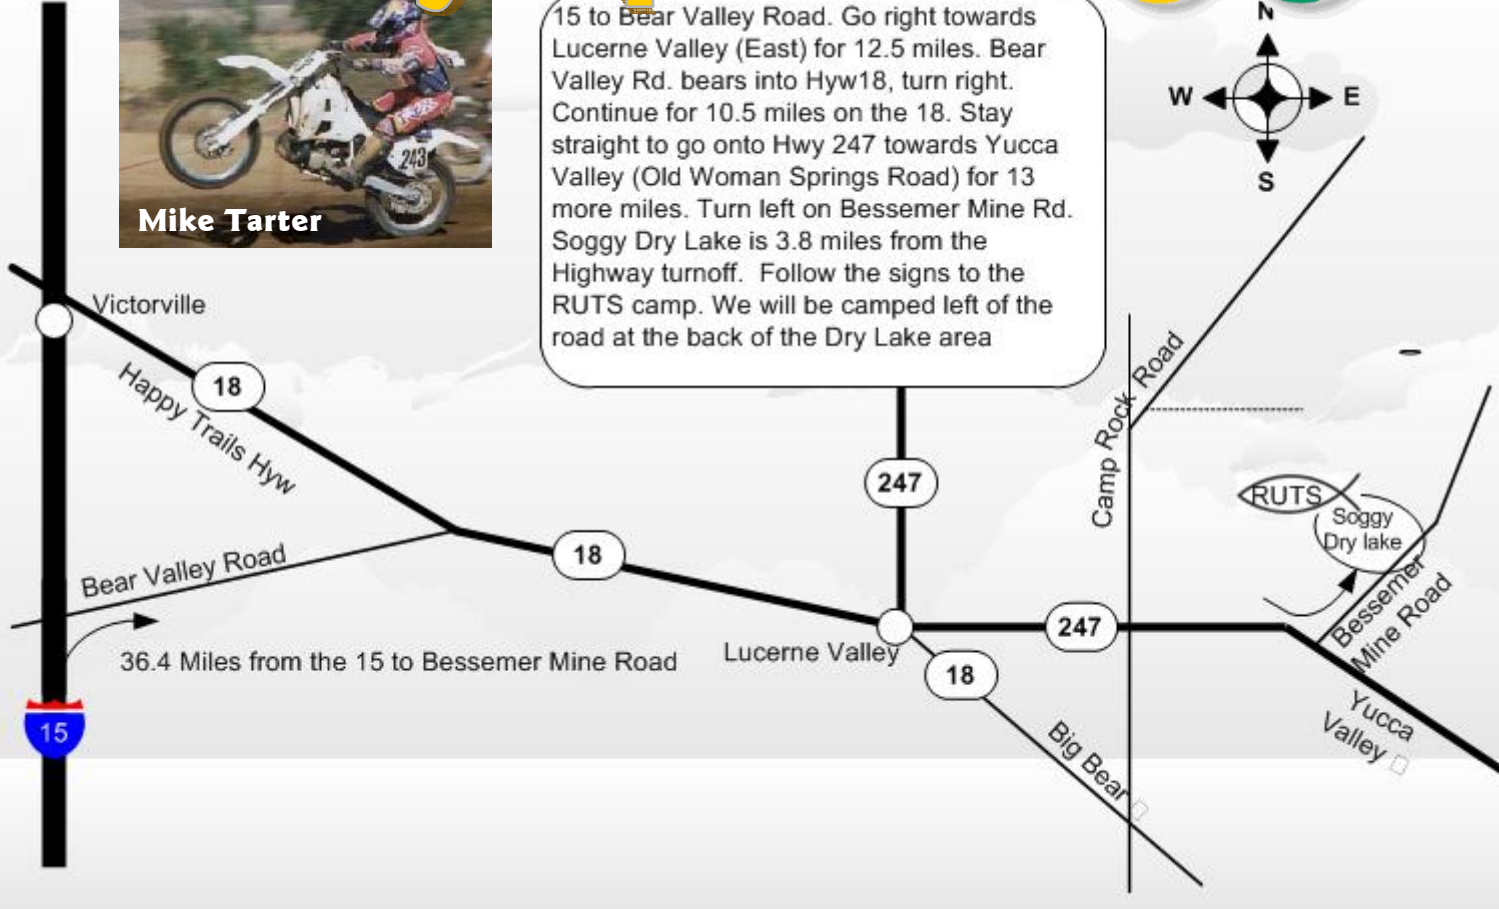 15 to Bear Valley Road. Go right towards
Lucerne Valley (East) for 12.5 miles. Bear
Valley Rd. bears into Hyw18, turn right.
Continue for 10.5 miles on the 18. Stay
straight to go onto Hwy 247 towards Yucca
Valley (Old Woman Springs Road) for 13
more miles. Turn left on Bessemer Mine Rd.
Soggy Dry Lake is 3.8 miles from the
Highway turnoff.  Follow the signs to the
RUTS camp. We will be camped left of the
road at the back of the Dry Lake area
N
W
E
S
243
Mike Tarter
Victorville
18
Happy Trails Hyw
Camp Rock Road
247
RUTS
Soggy
Dry lake
18
Bear Valley Road
Bessemer
Mine Road
247
Lucerne Valley
36.4 Miles from the 15 to Bessemer Mine Road
18
15
Big Bear
Yucca
Valley